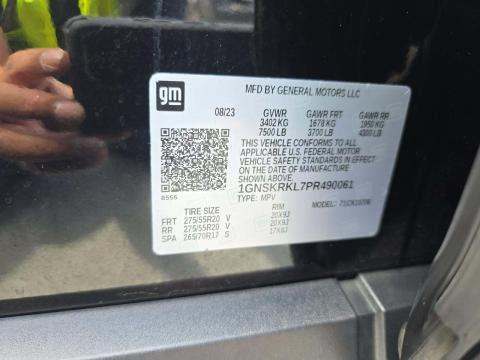 gm
MFD BY GENERAL MOTORS LLC
08/23 GVWR GAWR FRT GAWR RR
3402 KG 1678 KG 1950 KG
7500 LB 3700 LB 4300 LB
THIS VEHICLE CONFORMS TO ALL
APPLICABLE U.S. FEDERAL MOTOR
VEHICLE SAFETY STANDARDS IN EFFECT
ON THE DATE OF MANUFACTURE SHOWN ABOVE
1GNSKRKL7PR490061
TYPE: MPV MODEL:
TIRE SIZE RIM
FRT 275/55R20 V 20X9J
RR 275/55R20 V 20X9J
SPA 265/70R17 S